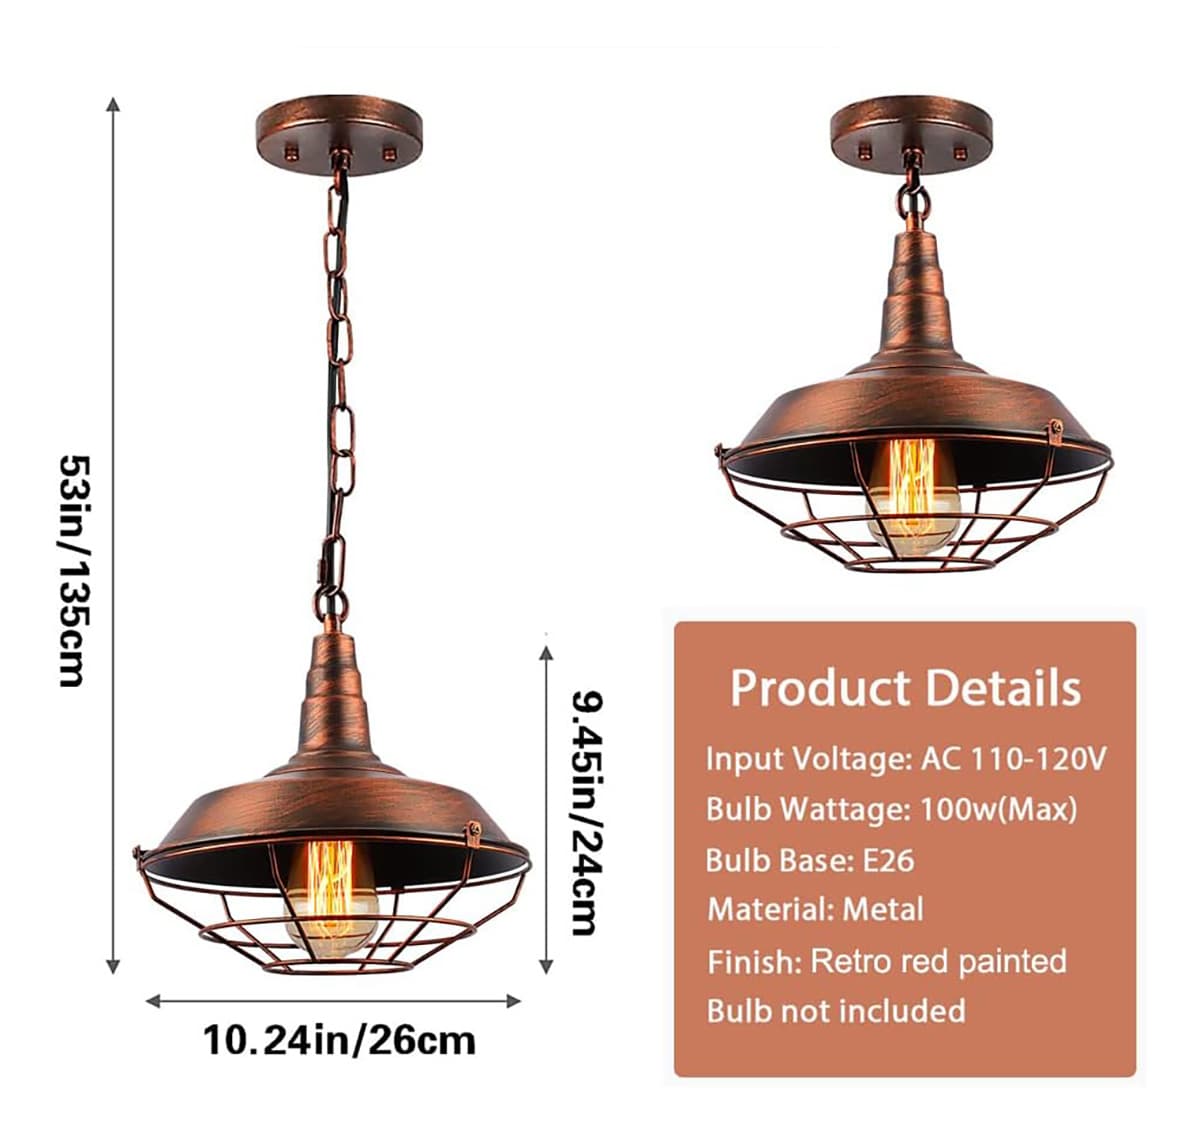 53in/135cm
9.45in/24cm
10.24in/26cm
Product Details
Input Voltage: AC 110-120V
Bulb Wattage: 100w(Max)
Bulb Base: E26
Material: Metal
Finish: Retro red painted
Bulb not included